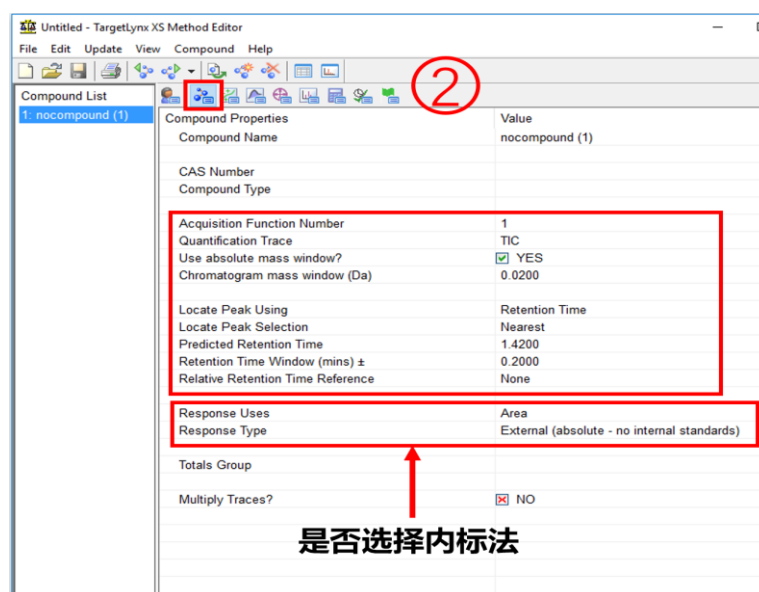 Untitled - TargetLynx XS Method Editor
File Edit Update View Compound Help
②
Compound List
1: nocompound (1)
Compound Properties Value
Compound Name nocompound (1)
CAS Number
Compound Type
Acquisition Function Number 1
Quantification Trace TIC
Use absolute mass window? YES
Chromatogram mass window (Da) 0.0200
Locate Peak Using Retention Time
Locate Peak Selection Nearest
Predicted Retention Time 1.4200
Retention Time Window (mins) ± 0.2000
Relative Retention Time Reference None
Response Uses Area
Response Type External (absolute - no internal standards)
Totals Group
Multiply Traces? NO
是否选择内标法